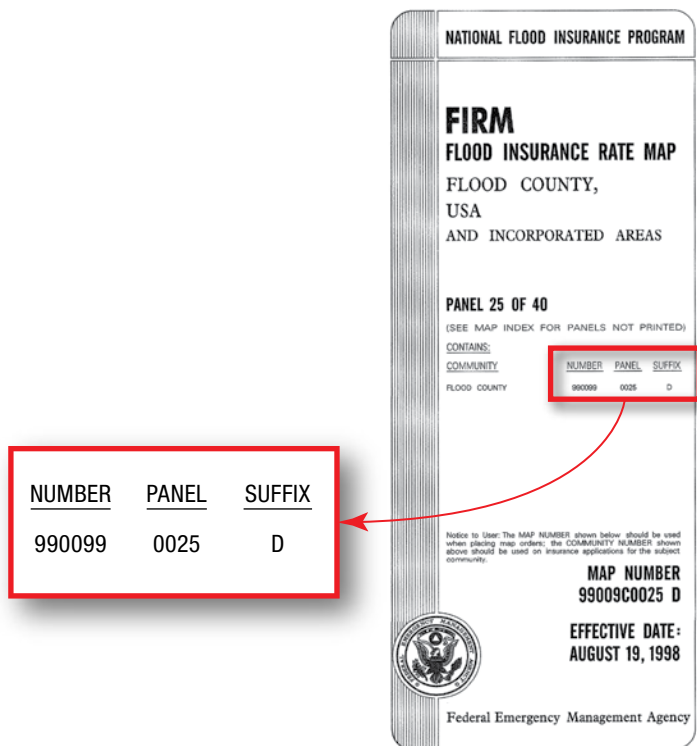 NATIONAL FLOOD INSURANCE PROGRAM
FIRM
FLOOD INSURANCE RATE MAP
FLOOD COUNTY,
USA
AND INCORPORATED AREAS
PANEL 25 OF 40
(SEE MAP INDEX FOR PANELS NOT PRINTED)
CONTAINS:
COMMUNITY NUMBER PANEL SUFFIX
FLOOD COUNTY 990099 0025 D
NUMBER PANEL SUFFIX
990099 0025 D
Notice to User: The MAP NUMBER shown below should be used
when placing map orders; the COMMUNITY NUMBER shown
above should be used on insurance applications for the subject
community.
MAP NUMBER
99009C0025 D
EFFECTIVE DATE:
AUGUST 19, 1998
FEDERAL EMERGENCY MANAGEMENT AGENCY
Federal Emergency Management Agency